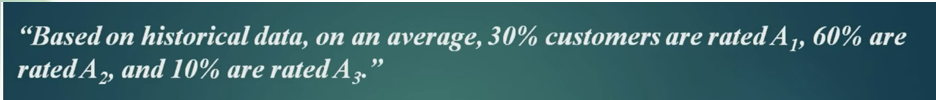 “Based on historical data, on an average, 30% customers are rated A₁, 60% are
rated A₂, and 10% are rated A₃.”